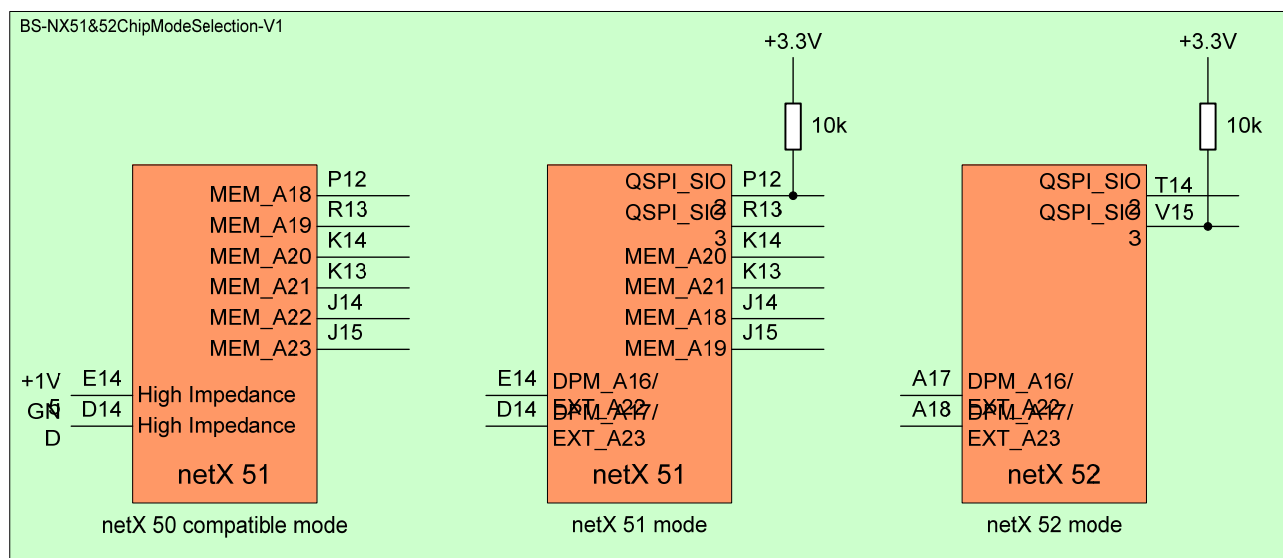 BS-NX51&52ChipModeSelection-V1
+3.3V
10k
+3.3V
10k
MEM_A18
P12
MEM_A19
R13
MEM_A20
K14
MEM_A21
K13
MEM_A22
J14
MEM_A23
J15
+1V
5
E14
High Impedance
GN
D
D14
High Impedance
netX 51
netX 50 compatible mode
QSPI_SIO
2
P12
QSPI_SIO
3
R13
MEM_A20
K14
MEM_A21
K13
MEM_A18
J14
MEM_A19
J15
E14
DPM_A16/
EXT_A22
D14
DPM_A17/
EXT_A23
netX 51
netX 51 mode
QSPI_SIO
2
T14
QSPI_SIO
3
V15
A17
DPM_A16/
EXT_A22
A18
DPM_A17/
EXT_A23
netX 52
netX 52 mode